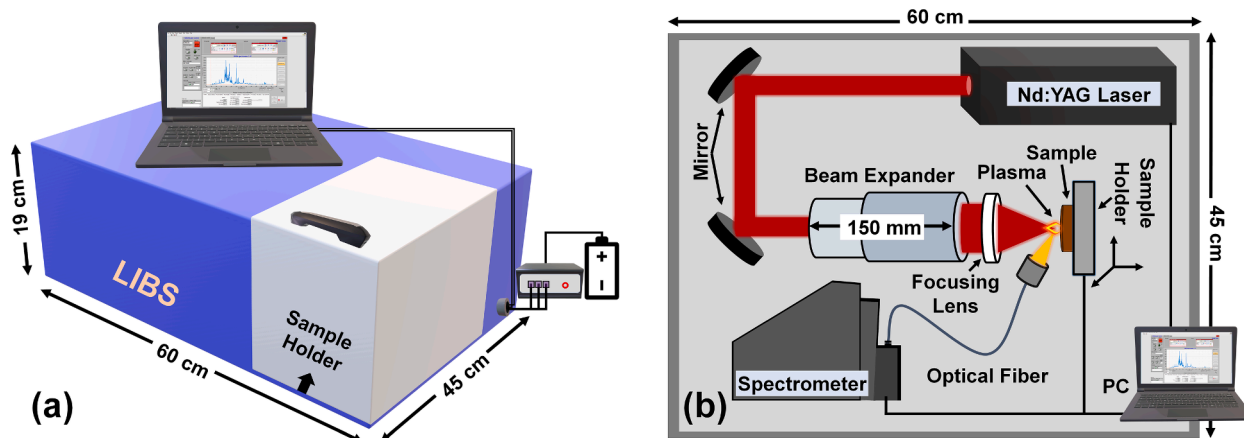 19 cm
LIBS
60 cm
Sample
Holder
45 cm
+
−
(a)
60 cm
Nd:YAG Laser
Mirror
Beam Expander
150 mm
Plasma
Sample
Sample
Holder
45 cm
Focusing
Lens
Spectrometer
Optical Fiber
PC
(b)